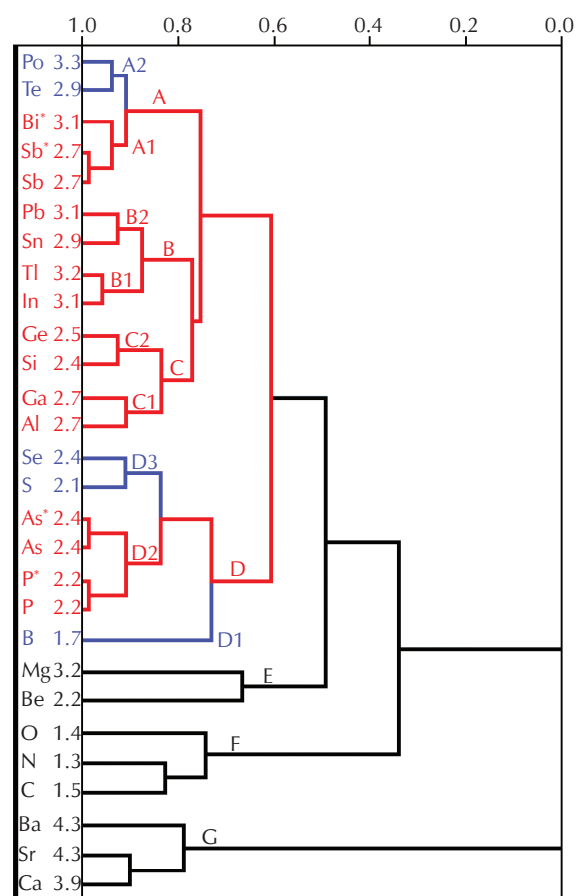 1.0 0.8 0.6 0.4 0.2 0.0
Po 3.3 A2
Te 2.9
A
Bi* 3.1
Sb* 2.7 A1
Sb 2.7
Pb 3.1 B2
Sn 2.9
B
Tl 3.2 B1
In 3.1
Ge 2.5 C2
Si 2.4
C
Ga 2.7 C1
Al 2.7
Se 2.4 D3
S 2.1
As* 2.4
As 2.4 D2
P* 2.2 D
P 2.2
B 1.7 D1
Mg 3.2 E
Be 2.2
O 1.4 F
N 1.3
C 1.5
Ba 4.3 G
Sr 4.3
Ca 3.9